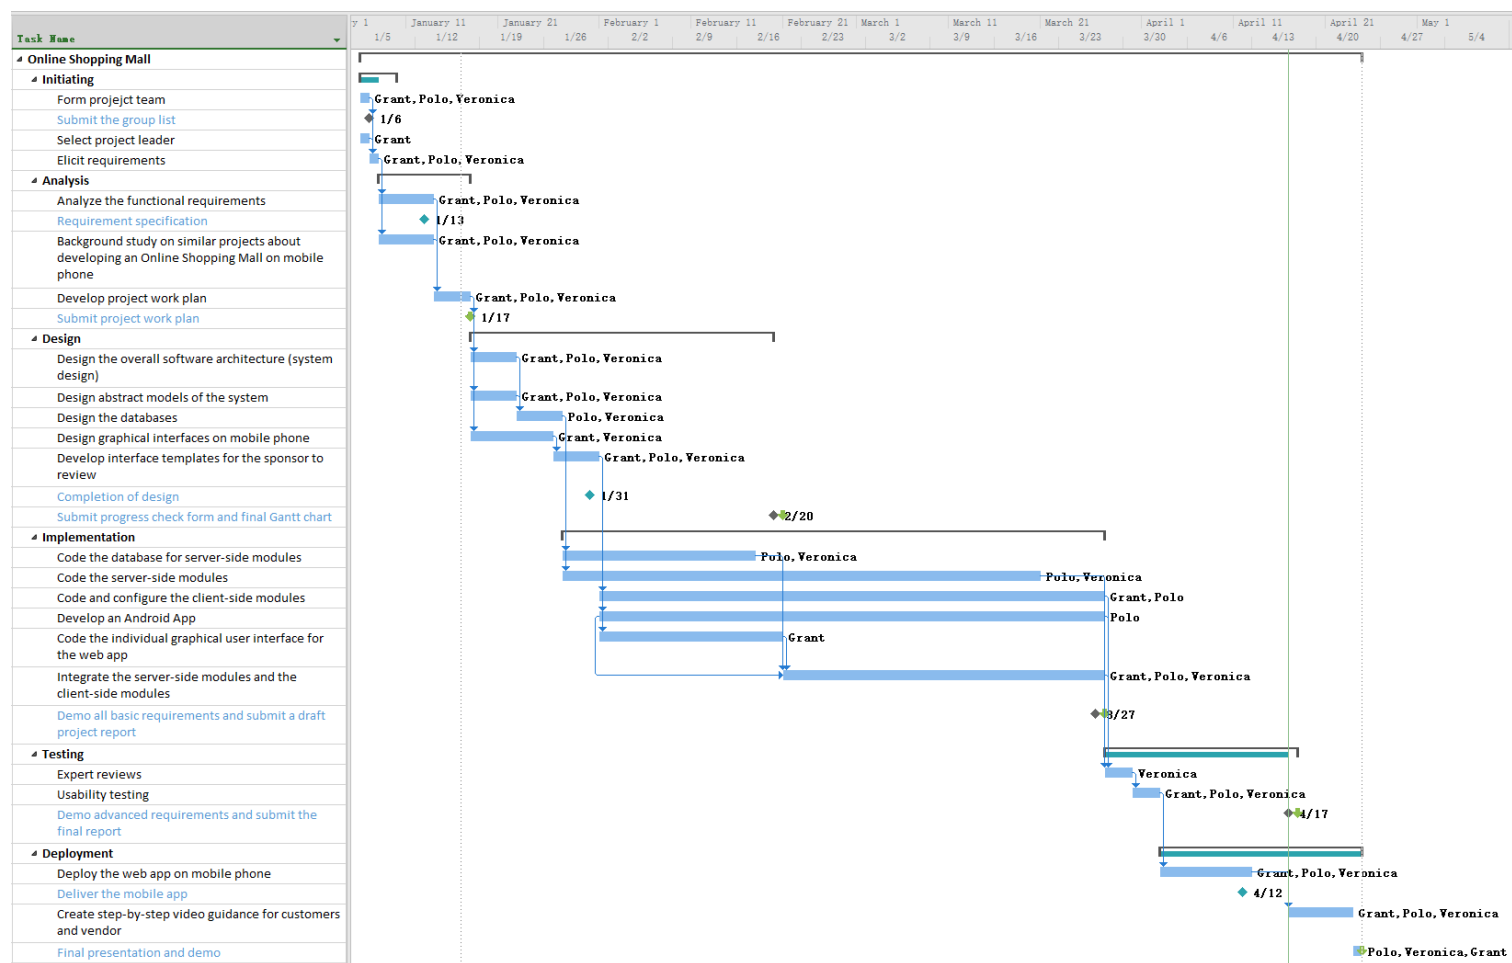 y 1 January 11 January 21 February 1 February 11 February 21 March 1 March 11 March 21 April 1 April 11 April 21 May 1
Task Name 1/5 1/12 1/19 1/26 2/2 2/9 2/16 2/23 3/2 3/9 3/16 3/23 3/30 4/6 4/13 4/20 4/27 5/4
Online Shopping Mall
Initiating
Form projejct team Grant,Polo,Veronica
Submit the group list 1/6
Select project leader Grant
Elicit requirements Grant,Polo,Veronica
Analysis
Analyze the functional requirements Grant,Polo,Veronica
Requirement specification 1/13
Background study on similar projects about Grant,Polo,Veronica
developing an Online Shopping Mall on mobile
phone
Develop project work plan Grant,Polo,Veronica
Submit project work plan 1/17
Design
Design the overall software architecture (system Grant,Polo,Veronica
design)
Design abstract models of the system Grant,Polo,Veronica
Design the databases Polo,Veronica
Design graphical interfaces on mobile phone Grant,Veronica
Develop interface templates for the sponsor to Grant,Polo,Veronica
review
Completion of design 1/31
Submit progress check form and final Gantt chart 2/20
Implementation
Code the database for server-side modules Polo,Veronica
Code the server-side modules Polo,Veronica
Code and configure the client-side modules Grant,Polo
Develop an Android App Polo
Code the individual graphical user interface for Grant
the web app
Integrate the server-side modules and the Grant,Polo,Veronica
client-side modules
Demo all basic requirements and submit a draft 3/27
project report
Testing
Expert reviews Veronica
Usability testing Grant,Polo,Veronica
Demo advanced requirements and submit the 4/17
final report
Deployment
Deploy the web app on mobile phone Grant,Polo,Veronica
Deliver the mobile app 4/12
Create step-by-step video guidance for customers Grant,Polo,Veronica
and vendor
Final presentation and demo Polo,Veronica,Grant